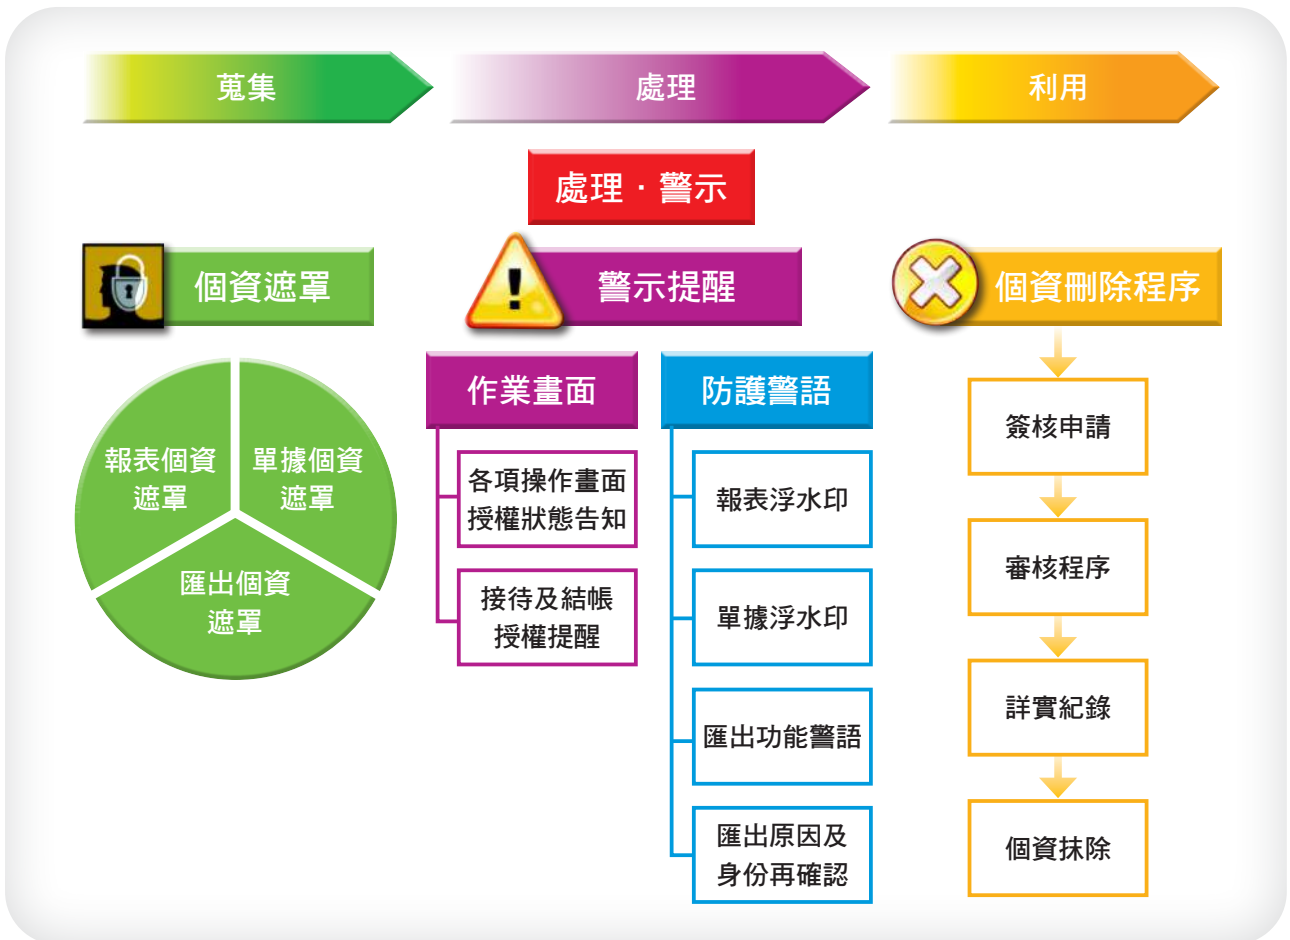 蒐集
處理
利用
處理‧警示
個資遮罩
警示提醒
個資刪除程序
報表個資
遮罩
單據個資
遮罩
匯出個資
遮罩
作業畫面
各項操作畫面
授權狀態告知
接待及結帳
授權提醒
防護警語
報表浮水印
單據浮水印
匯出功能警語
匯出原因及
身份再確認
簽核申請
審核程序
詳實紀錄
個資抹除